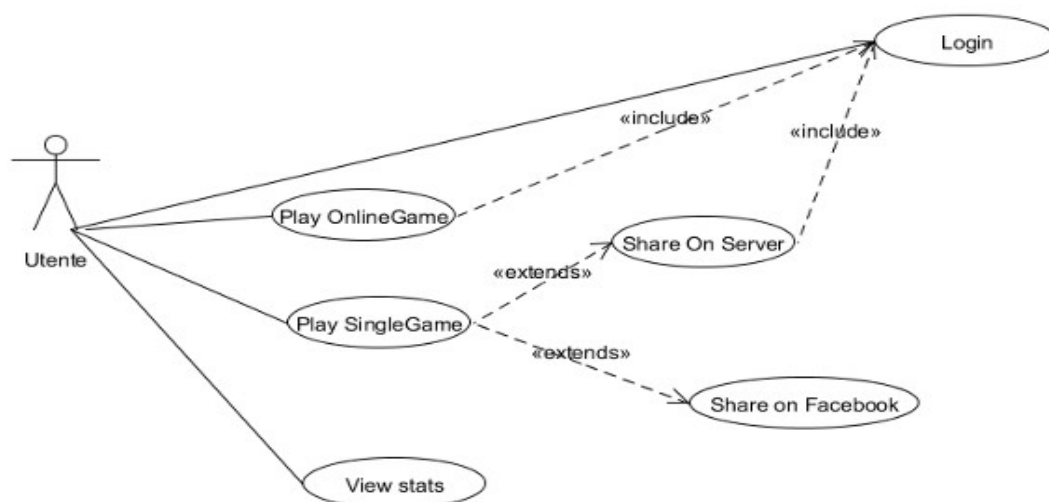 Login
«include»
«include»
Play OnlineGame
Share On Server
Utente
«extends»
Play SingleGame
«extends»
Share on Facebook
View stats